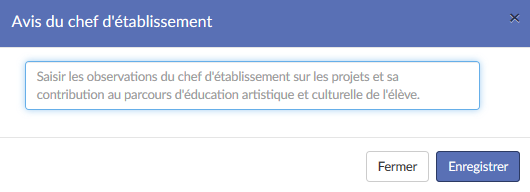 Avis du chef d'établissement
×
Saisir les observations du chef d'établissement sur les projets et sa
contribution au parcours d'éducation artistique et culturelle de l'élève.
Fermer Enregistrer